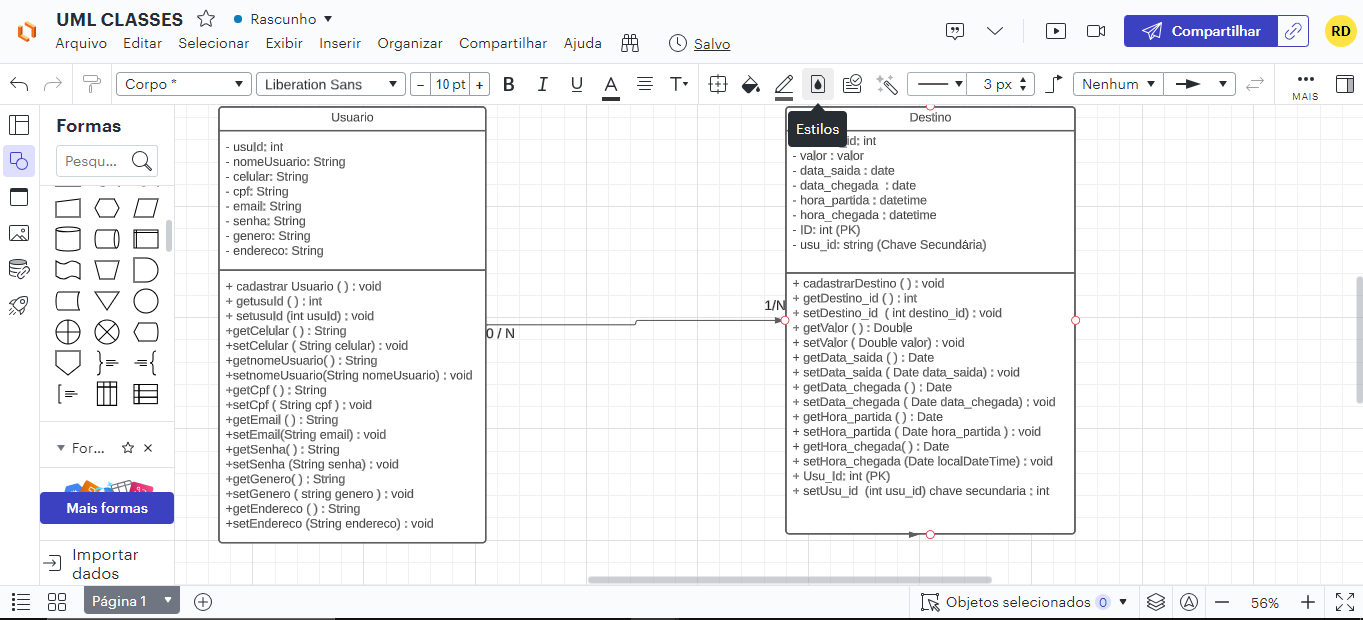 UML CLASSES
Rascunho
Arquivo Editar Selecionar Exibir Inserir Organizar Compartilhar Ajuda Salvo
Compartilhar
RD
Corpo * Liberation Sans − 10 pt + B I U A T 3 px Nenhum MAIS
Estilos
Formas
Pesqu...
For...
Mais formas
Importar
dados
Usuario
- usuId: int
- nomeUsuario: String
- celular: String
- cpf: String
- email: String
- senha: String
- genero: String
- endereco: String
+ cadastrar Usuario ( ) : void
+ getusuId ( ) : int
+ setusuId (int usuId) : void
+getCelular ( ) : String
+setCelular ( String celular) : void
+getnomeUsuario( ) : String
+setnomeUsuario(String nomeUsuario) : void
+getCpf ( ) : String
+setCpf ( String cpf ) : void
+getEmail ( ) : String
+setEmail(String email) : void
+getSenha( ) : String
+setSenha (String senha) : void
+getGenero( ) : String
+setGenero ( string genero ) : void
+getEndereco ( ) : String
+setEndereco (String endereco) : void
0 / N
1/N
Destino
id: int
- valor : valor
- data_saida : date
- data_chegada : date
- hora_partida : datetime
- hora_chegada : datetime
- ID: int (PK)
- usu_id: string (Chave Secundária)
+ cadastrarDestino ( ) : void
+ getDestino_id ( ) : int
+ setDestino_id ( int destino_id) : void
+ getValor ( ) : Double
+ setValor ( Double valor) : void
+ getData_saida ( ) : Date
+ setData_saida ( Date data_saida) : void
+ getData_chegada ( ) : Date
+ setData_chegada ( Date data_chegada) : void
+ getHora_partida ( ) : Date
+ setHora_partida ( Date hora_partida ) : void
+ getHora_chegada( ) : Date
+ setHora_chegada (Date localDateTime) : void
+ Usu_Id: int (PK)
+ setUsu_id (int usu_id) chave secundaria : int
Página 1
Objetos selecionados 0
56%